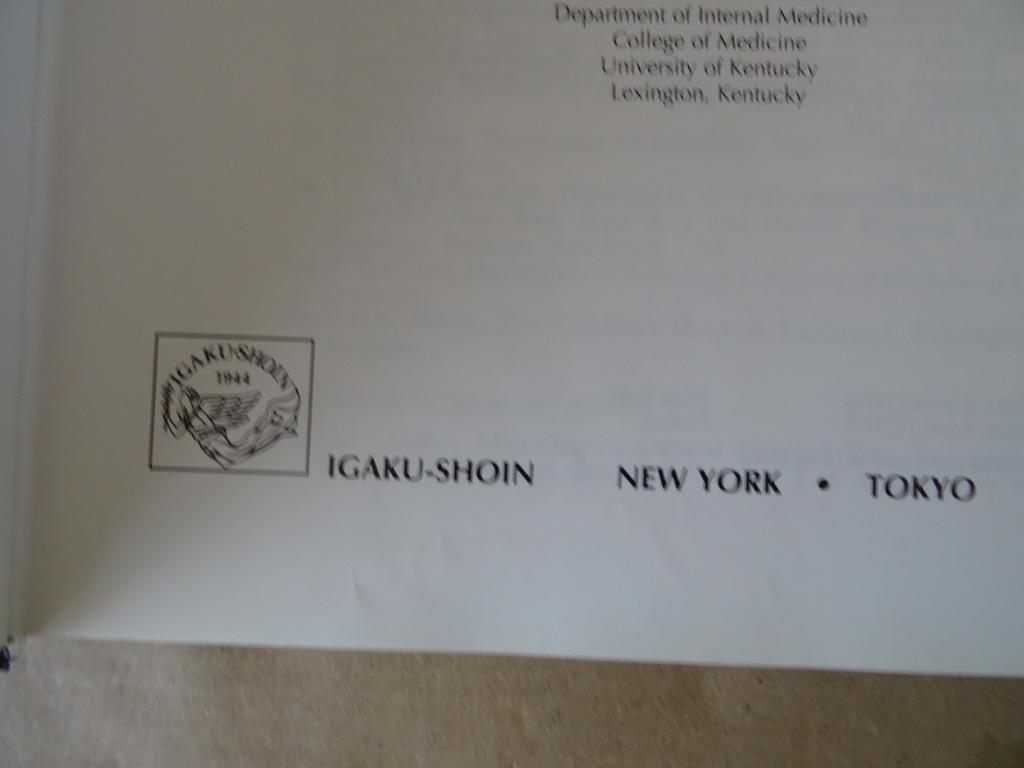 Department of Internal Medicine
College of Medicine
University of Kentucky
Lexington, Kentucky
IGAKU-SHOIN
1944
IGAKU-SHOIN NEW YORK • TOKYO